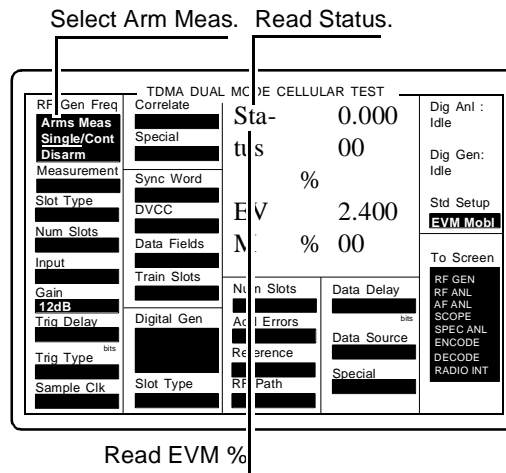 Select Arm Meas. Read Status.
TDMA DUAL MODE CELLULAR TEST
RF Gen Freq
Arms Meas
Single/Cont
Disarm
Measurement
Slot Type
Num Slots
Input
Gain
12dB
Trig Delay
bits
Trig Type
Sample Clk
Correlate
Special
Sync Word
DVCC
Data Fields
Train Slots
Digital Gen
Slot Type
Sta- 0.000
tus 00
%
EV 2.400
M % 00
Num Slots
Errors
Reference
RF Path
Data Delay
bits
Data Source
Special
Dig Anl :
Idle
Dig Gen:
Idle
Std Setup
EVM Mobl
To Screen
RF GEN
RF ANL
AF ANL
SCOPE
SPEC ANL
ENCODE
DECODE
RADIO INT
Read EVM %